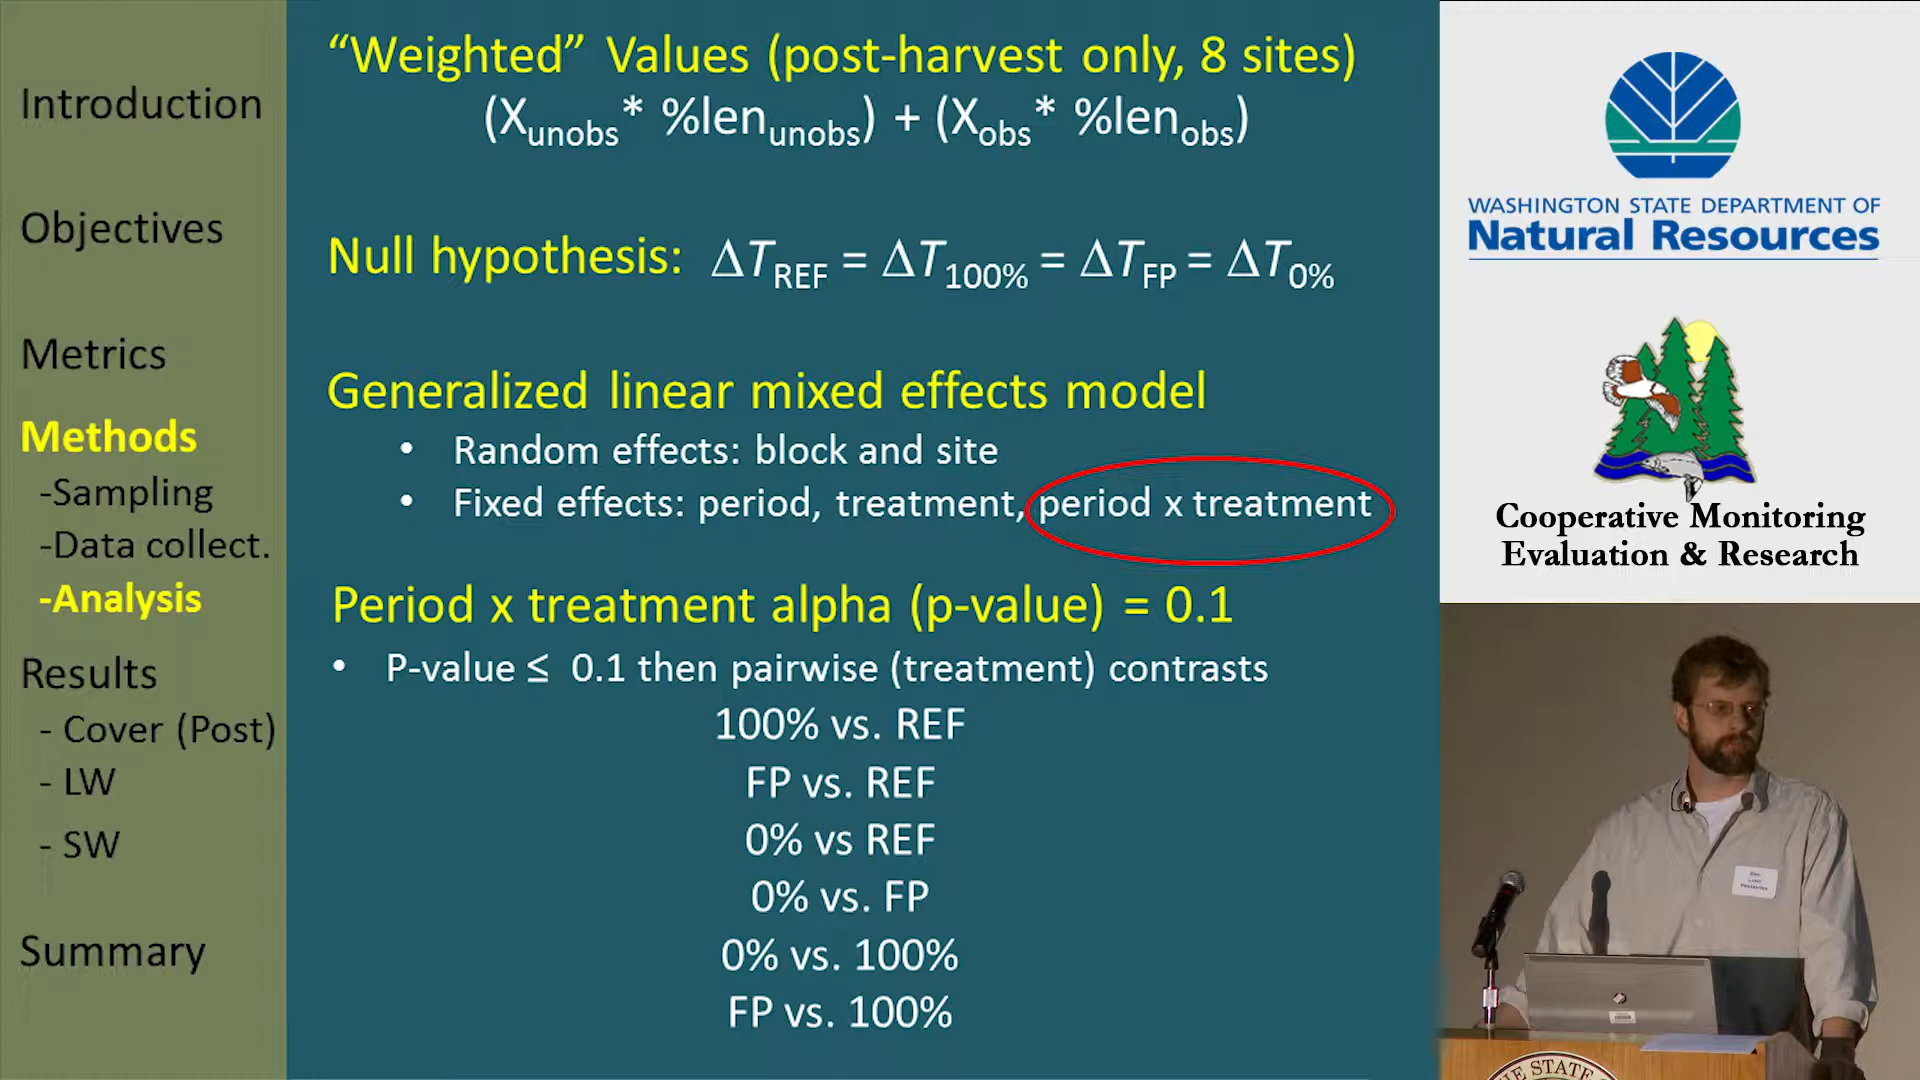 Introduction
Objectives
Metrics
Methods
-Sampling
-Data collect.
-Analysis
Results
- Cover (Post)
- LW
- SW
Summary
“Weighted” Values (post-harvest only, 8 sites)
(Xunobs* %lenunobs) + (Xobs* %lenobs)
Null hypothesis: ΔTREF = ΔT100% = ΔTFP = ΔT0%
Generalized linear mixed effects model
• Random effects: block and site
• Fixed effects: period, treatment, period x treatment
Period x treatment alpha (p-value) = 0.1
• P-value ≤ 0.1 then pairwise (treatment) contrasts
100% vs. REF
FP vs. REF
0% vs REF
0% vs. FP
0% vs. 100%
FP vs. 100%
WASHINGTON STATE DEPARTMENT OF
Natural Resources
Cooperative Monitoring
Evaluation & Research
THE STATE